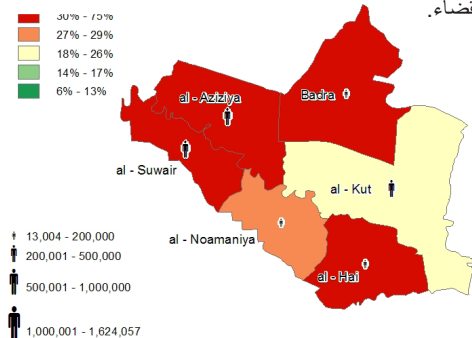 قضاء.
30% - 75%
27% - 29%
18% - 26%
14% - 17%
6% - 13%
al - Aziziya
Badra
al - Suwair
al - Kut
al - Noamaniya
al - Hai
13,004 - 200,000
200,001 - 500,000
500,001 - 1,000,000
1,000,001 - 1,624,057